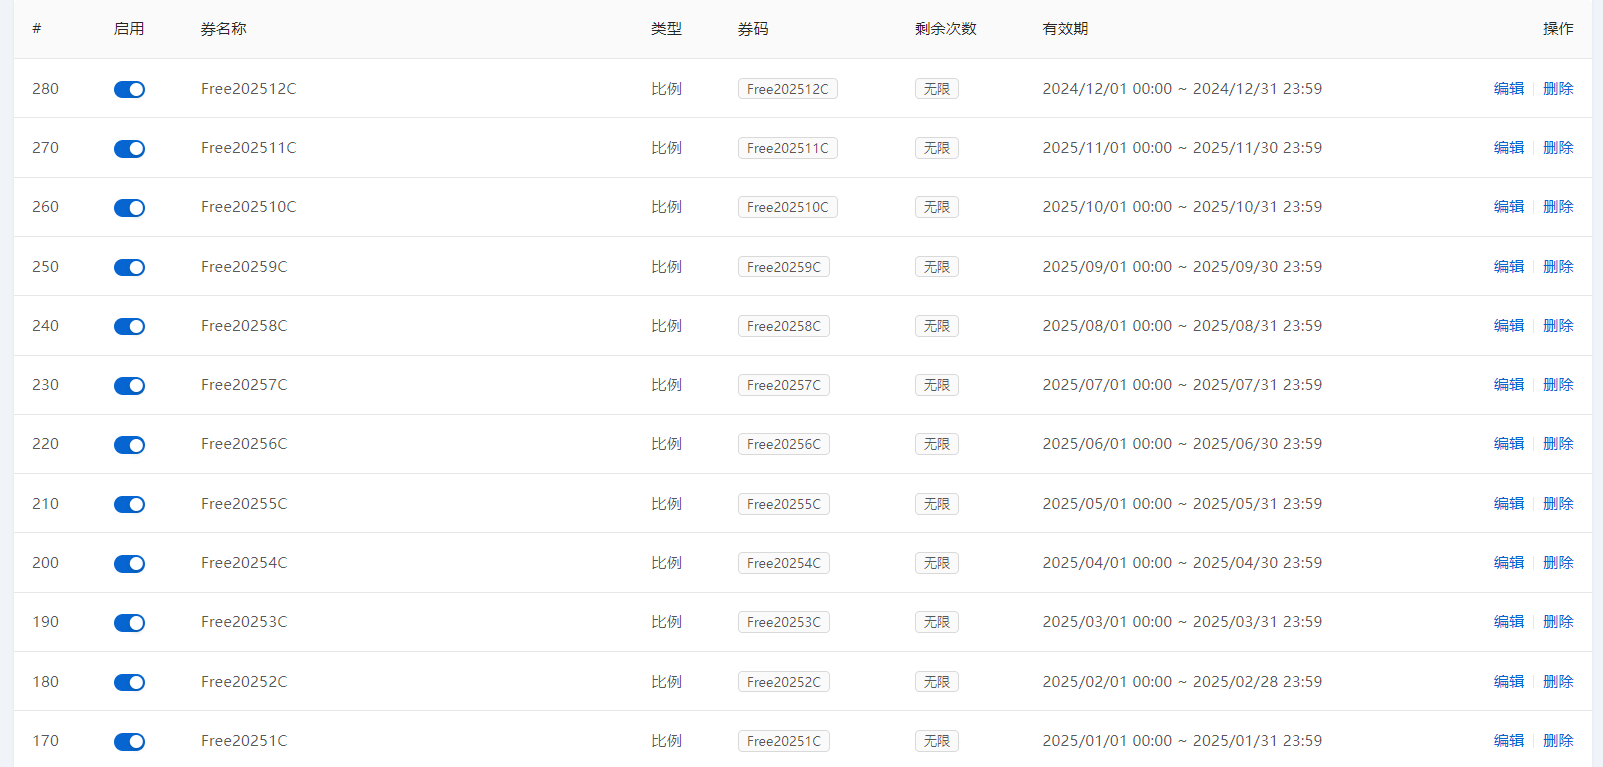 # 启用 券名称 类型 券码 剩余次数 有效期 操作
280 Free202512C 比例 Free202512C 无限 2024/12/01 00:00 ~ 2024/12/31 23:59 编辑 删除
270 Free202511C 比例 Free202511C 无限 2025/11/01 00:00 ~ 2025/11/30 23:59 编辑 删除
260 Free202510C 比例 Free202510C 无限 2025/10/01 00:00 ~ 2025/10/31 23:59 编辑 删除
250 Free20259C 比例 Free20259C 无限 2025/09/01 00:00 ~ 2025/09/30 23:59 编辑 删除
240 Free20258C 比例 Free20258C 无限 2025/08/01 00:00 ~ 2025/08/31 23:59 编辑 删除
230 Free20257C 比例 Free20257C 无限 2025/07/01 00:00 ~ 2025/07/31 23:59 编辑 删除
220 Free20256C 比例 Free20256C 无限 2025/06/01 00:00 ~ 2025/06/30 23:59 编辑 删除
210 Free20255C 比例 Free20255C 无限 2025/05/01 00:00 ~ 2025/05/31 23:59 编辑 删除
200 Free20254C 比例 Free20254C 无限 2025/04/01 00:00 ~ 2025/04/30 23:59 编辑 删除
190 Free20253C 比例 Free20253C 无限 2025/03/01 00:00 ~ 2025/03/31 23:59 编辑 删除
180 Free20252C 比例 Free20252C 无限 2025/02/01 00:00 ~ 2025/02/28 23:59 编辑 删除
170 Free20251C 比例 Free20251C 无限 2025/01/01 00:00 ~ 2025/01/31 23:59 编辑 删除